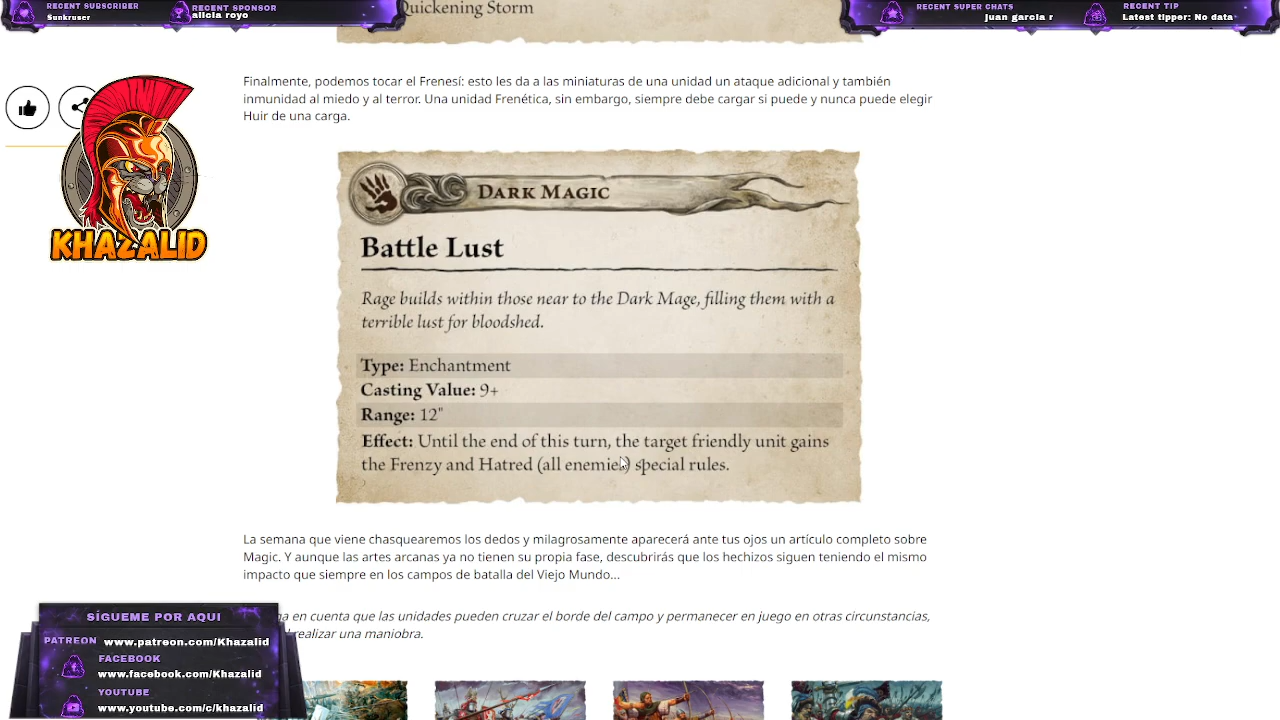 RECENT SUBSCRIBER
Sunkruser
RECENT SPONSOR
alicia royo
Quickening Storm
RECENT SUPER CHATS
juan garcia r
RECENT TIP
Latest tipper: No data
Finalmente, podemos tocar el Frenesí: esto les da a las miniaturas de una unidad un ataque adicional y también
inmunidad al miedo y al terror. Una unidad Frenética, sin embargo, siempre debe cargar si puede y nunca puede elegir
Huir de una carga.
KHAZALID
DARK MAGIC
Battle Lust
Rage builds within those near to the Dark Mage, filling them with a
terrible lust for bloodshed.
Type: Enchantment
Casting Value: 9+
Range: 12"
Effect: Until the end of this turn, the target friendly unit gains
the Frenzy and Hatred (all enemies) special rules.
La semana que viene chasquearemos los dedos y milagrosamente aparecerá ante tus ojos un artículo completo sobre
Magic. Y aunque las artes arcanas ya no tienen su propia fase, descubrirás que los hechizos siguen teniendo el mismo
impacto que siempre en los campos de batalla del Viejo Mundo...
en cuenta que las unidades pueden cruzar el borde del campo y permanecer en juego en otras circunstancias,
realizar una maniobra.
SÍGUEME POR AQUI
PATREON www.patreon.com/Khazalid
FACEBOOK
www.facebook.com/Khazalid
YOUTUBE
www.youtube.com/c/khazalid